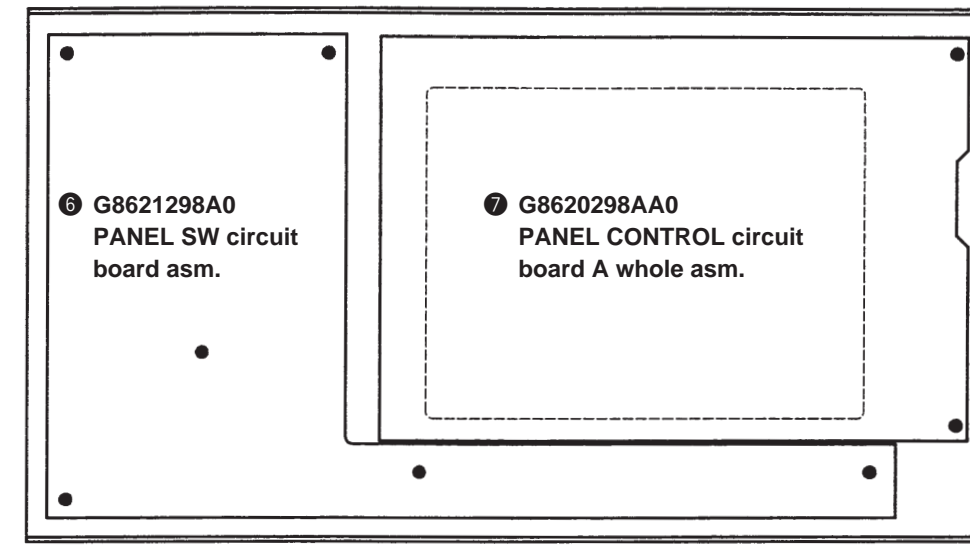 ❻ G8621298A0
PANEL SW circuit
board asm.
❼ G8620298AA0
PANEL CONTROL circuit
board A whole asm.